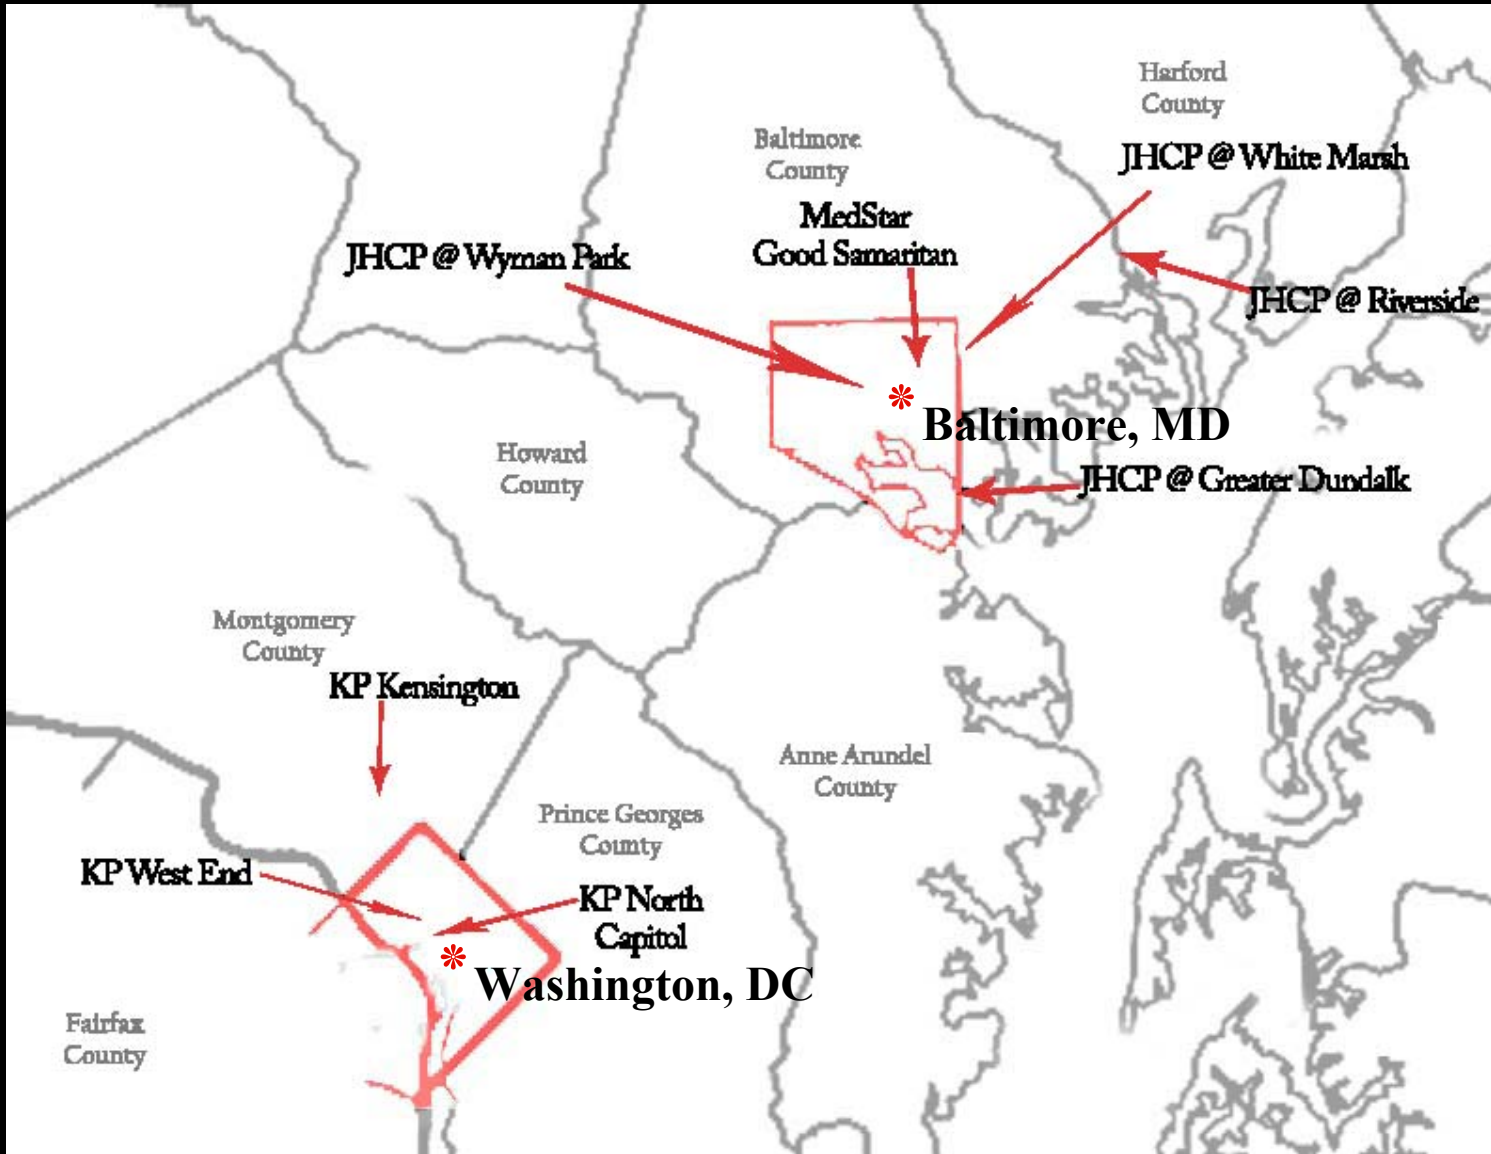 Harford
County
Baltimore
County
JHCP @ White Marsh
MedStar
Good Samaritan
JHCP @ Wyman Park
JHCP @ Riverside
Baltimore, MD
Howard
County
JHCP @ Greater Dundalk
Montgomery
County
KP Kensington
Anne Arundel
County
Prince Georges
County
KP West End
KP North
Capitol
Washington, DC
Fairfax
County